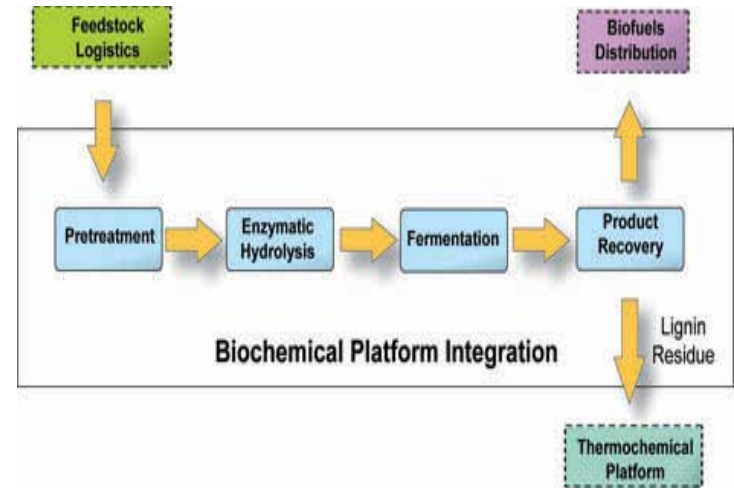 Feedstock
Logistics
Biofuels
Distribution
Pretreatment
Enzymatic
Hydrolysis
Fermentation
Product
Recovery
Biochemical Platform Integration
Lignin
Residue
Thermochemical
Platform